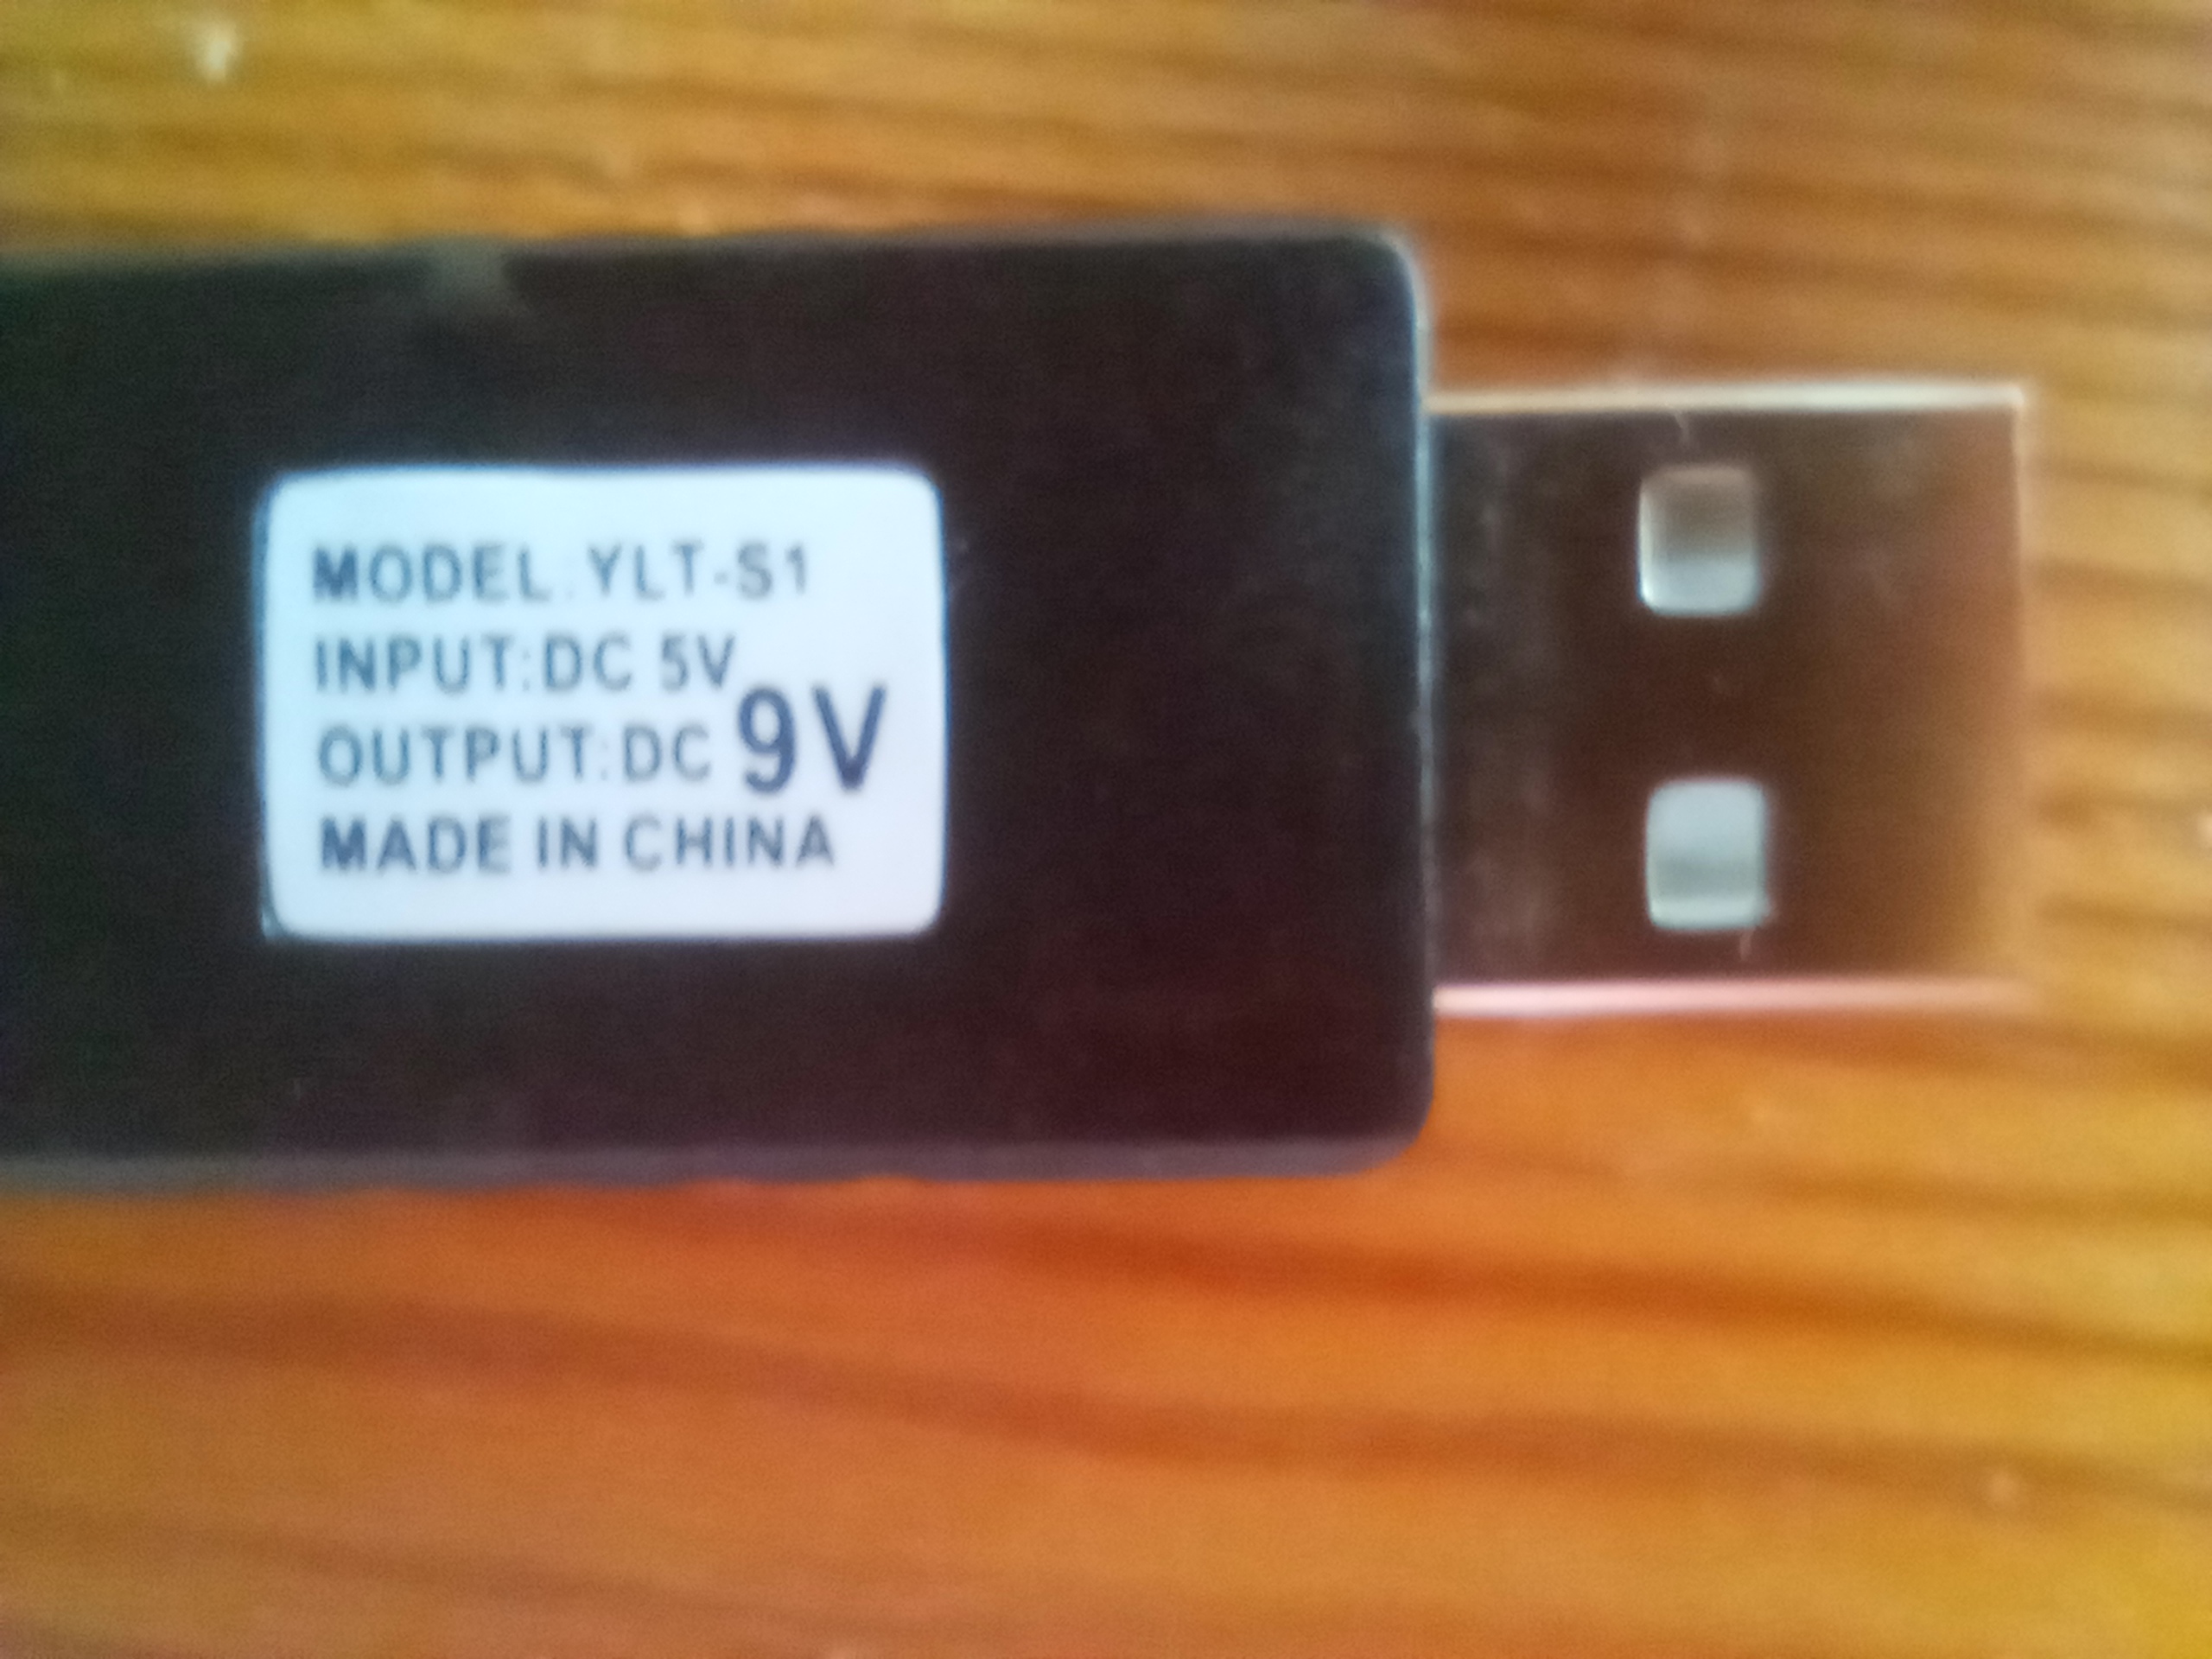 MODEL:YLT-S1
INPUT:DC 5V
OUTPUT:DC 9V
MADE IN CHINA